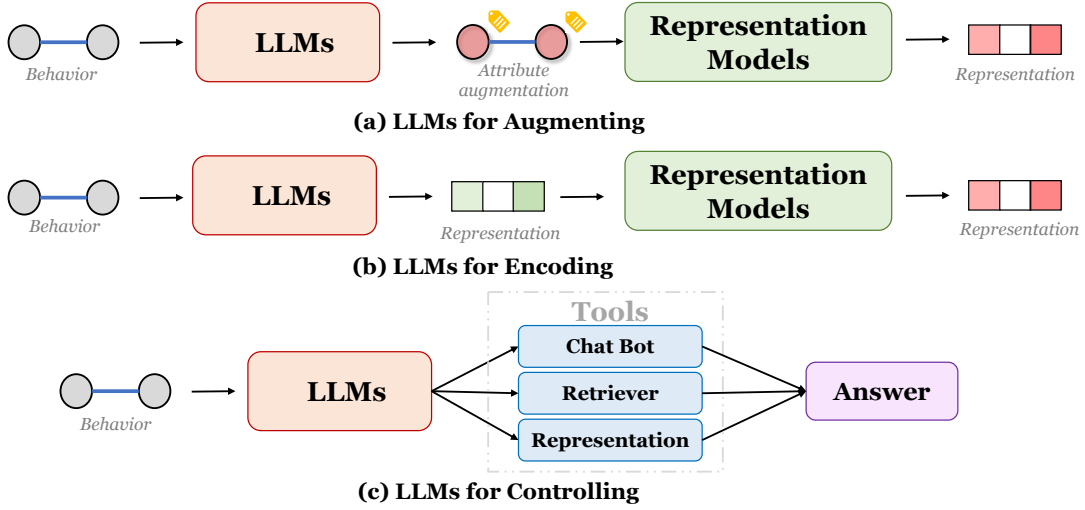 Behavior
LLMs
Attribute
augmentation
Representation
Models
Representation
(a) LLMs for Augmenting
Behavior
LLMs
Representation
Representation
Models
Representation
(b) LLMs for Encoding
Behavior
LLMs
Tools
Chat Bot
Retriever
Representation
Answer
(c) LLMs for Controlling